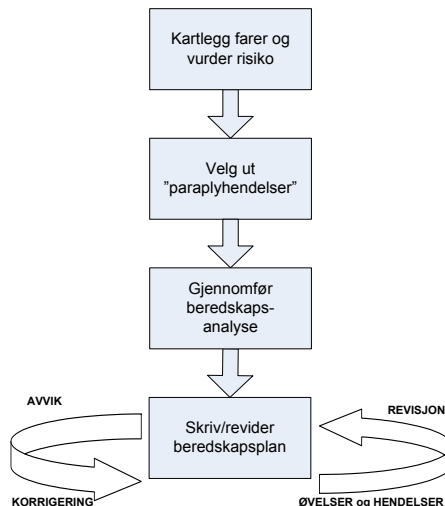 Kartlegg farer og
vurder risiko
Velg ut
”paraplyhendelser”
Gjennomfør
beredskaps-
analyse
AVVIK
Skriv/revider
beredskapsplan
REVISJON
KORRIGERING
ØVELSER og HENDELSER